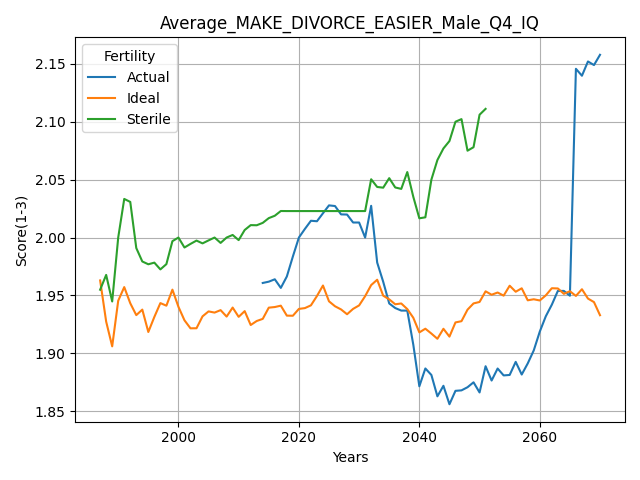 Average_MAKE_DIVORCE_EASIER_Male_Q4_IQ
Fertility
Actual
Ideal
Sterile
Score(1-3)
2.15
2.10
2.05
2.00
1.95
1.90
1.85
2000
2020
2040
2060
Years